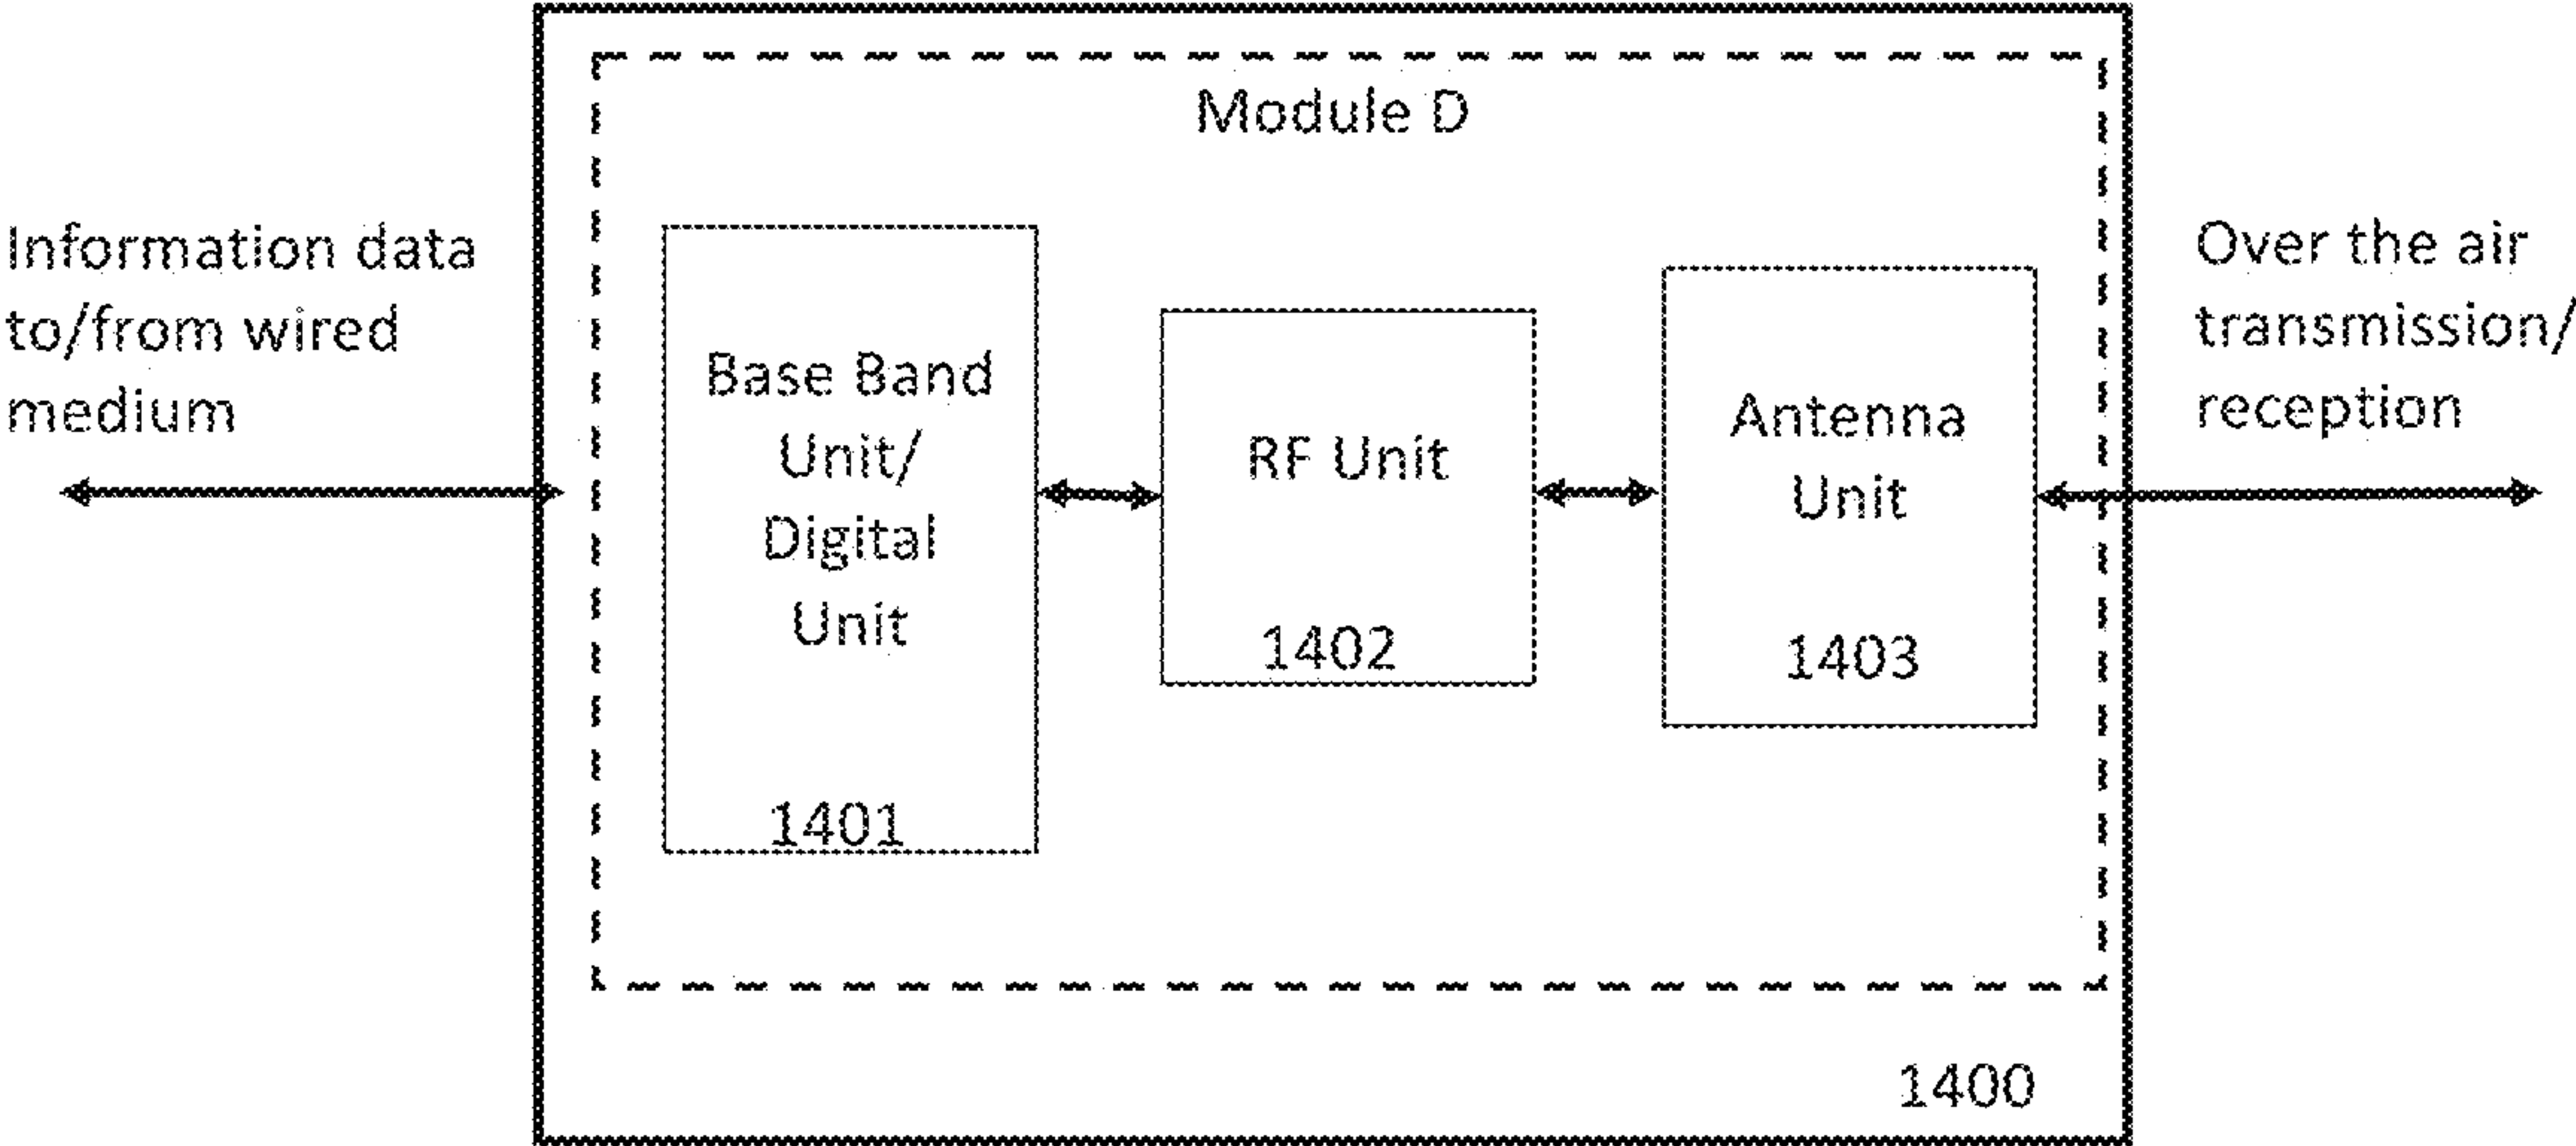 Module D
Information data
to/from wired
medium
Base Band
Unit/
Digital
Unit
1401
RF Unit
1402
Antenna
Unit
1403
Over the air
transmission/
reception
1400